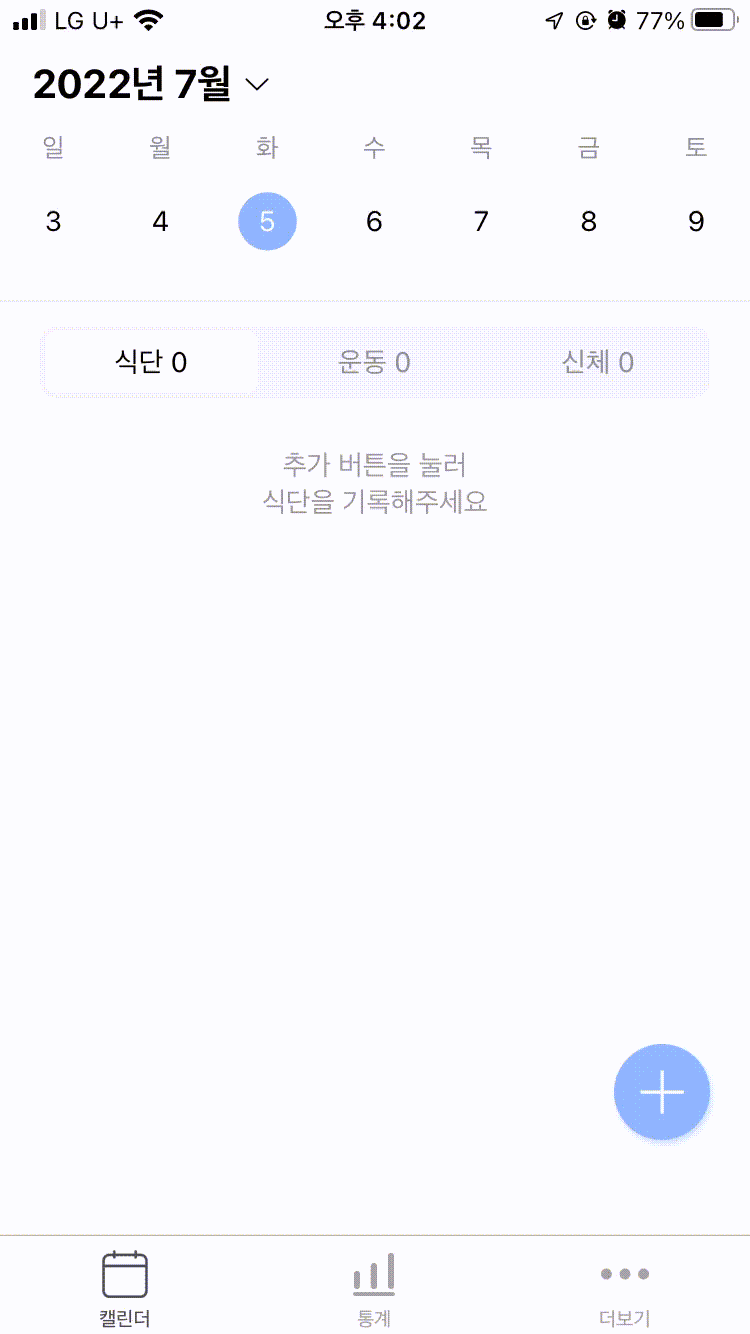 LG U+ 오후 4:02 77%
2022년 7월
일 월 화 수 목 금 토
3 4 5 6 7 8 9
식단 0 운동 0 신체 0
추가 버튼을 눌러
식단을 기록해주세요
캘린더 통계 더보기